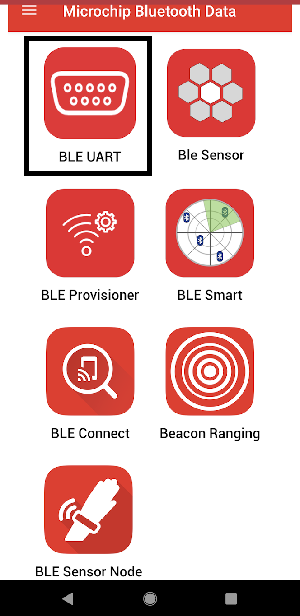 Microchip Bluetooth Data
BLE UART
Ble Sensor
BLE Provisioner
BLE Smart
BLE Connect
Beacon Ranging
BLE Sensor Node